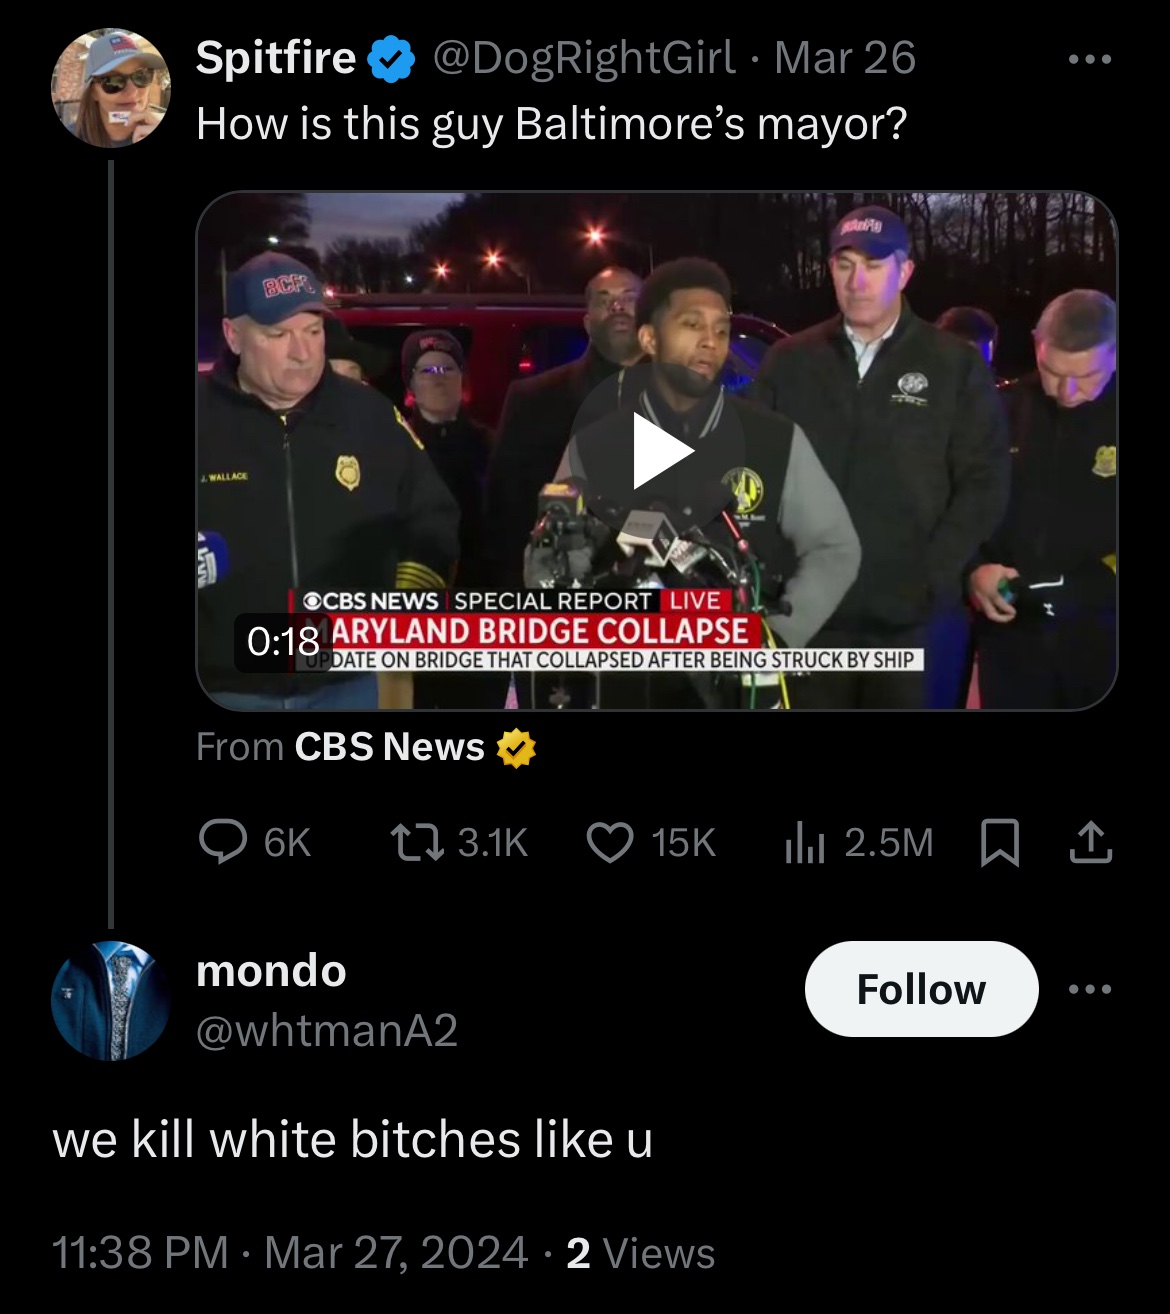 Spitfire @DogRightGirl · Mar 26
How is this guy Baltimore’s mayor?
BCFD
J. WALLACE
CBS NEWS SPECIAL REPORT LIVE
ARYLAND BRIDGE COLLAPSE
0:18
UPDATE ON BRIDGE THAT COLLAPSED AFTER BEING STRUCK BY SHIP
From CBS News
6K 3.1K 15K 2.5M
mondo
Follow
@whtmanA2
we kill white bitches like u
11:38 PM · Mar 27, 2024 · 2 Views